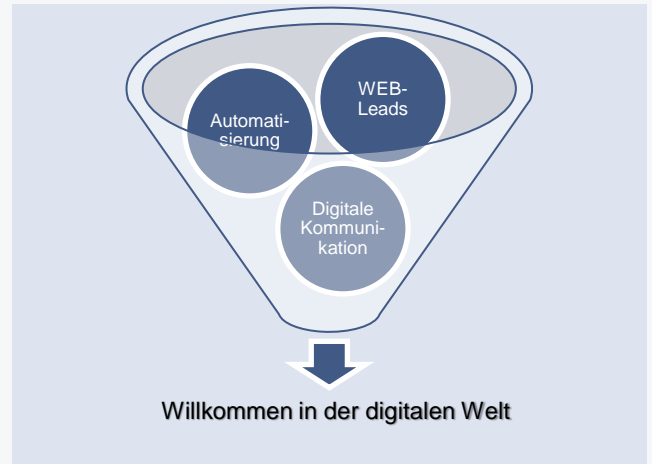 WEB-
Leads
Automati-
sierung
Digitale
Kommuni-
kation
Willkommen in der digitalen Welt